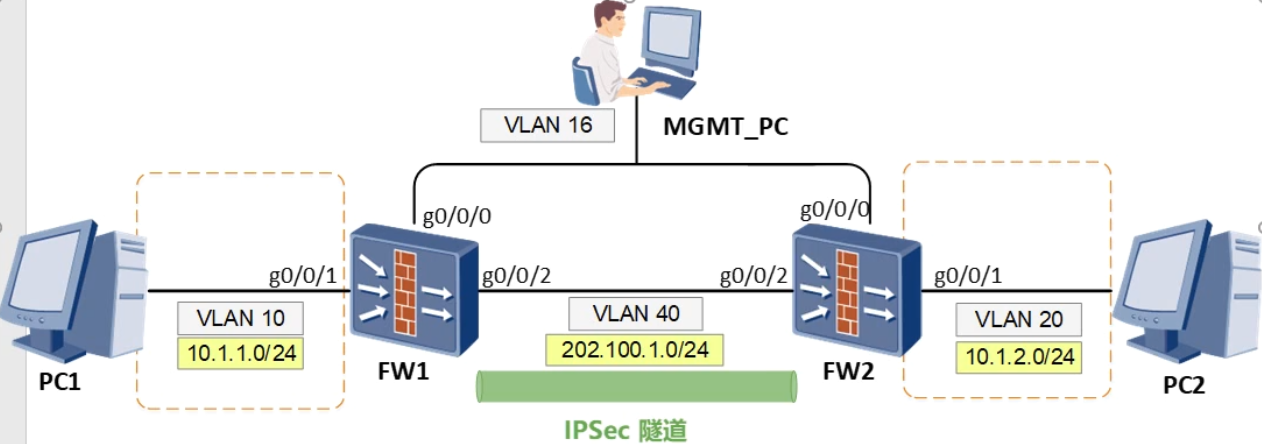 VLAN 16
MGMT_PC
g0/0/0
g0/0/0
g0/0/1
g0/0/2
g0/0/2
g0/0/1
VLAN 10
VLAN 40
VLAN 20
10.1.1.0/24
202.100.1.0/24
10.1.2.0/24
PC1
FW1
FW2
PC2
IPSec 隧道